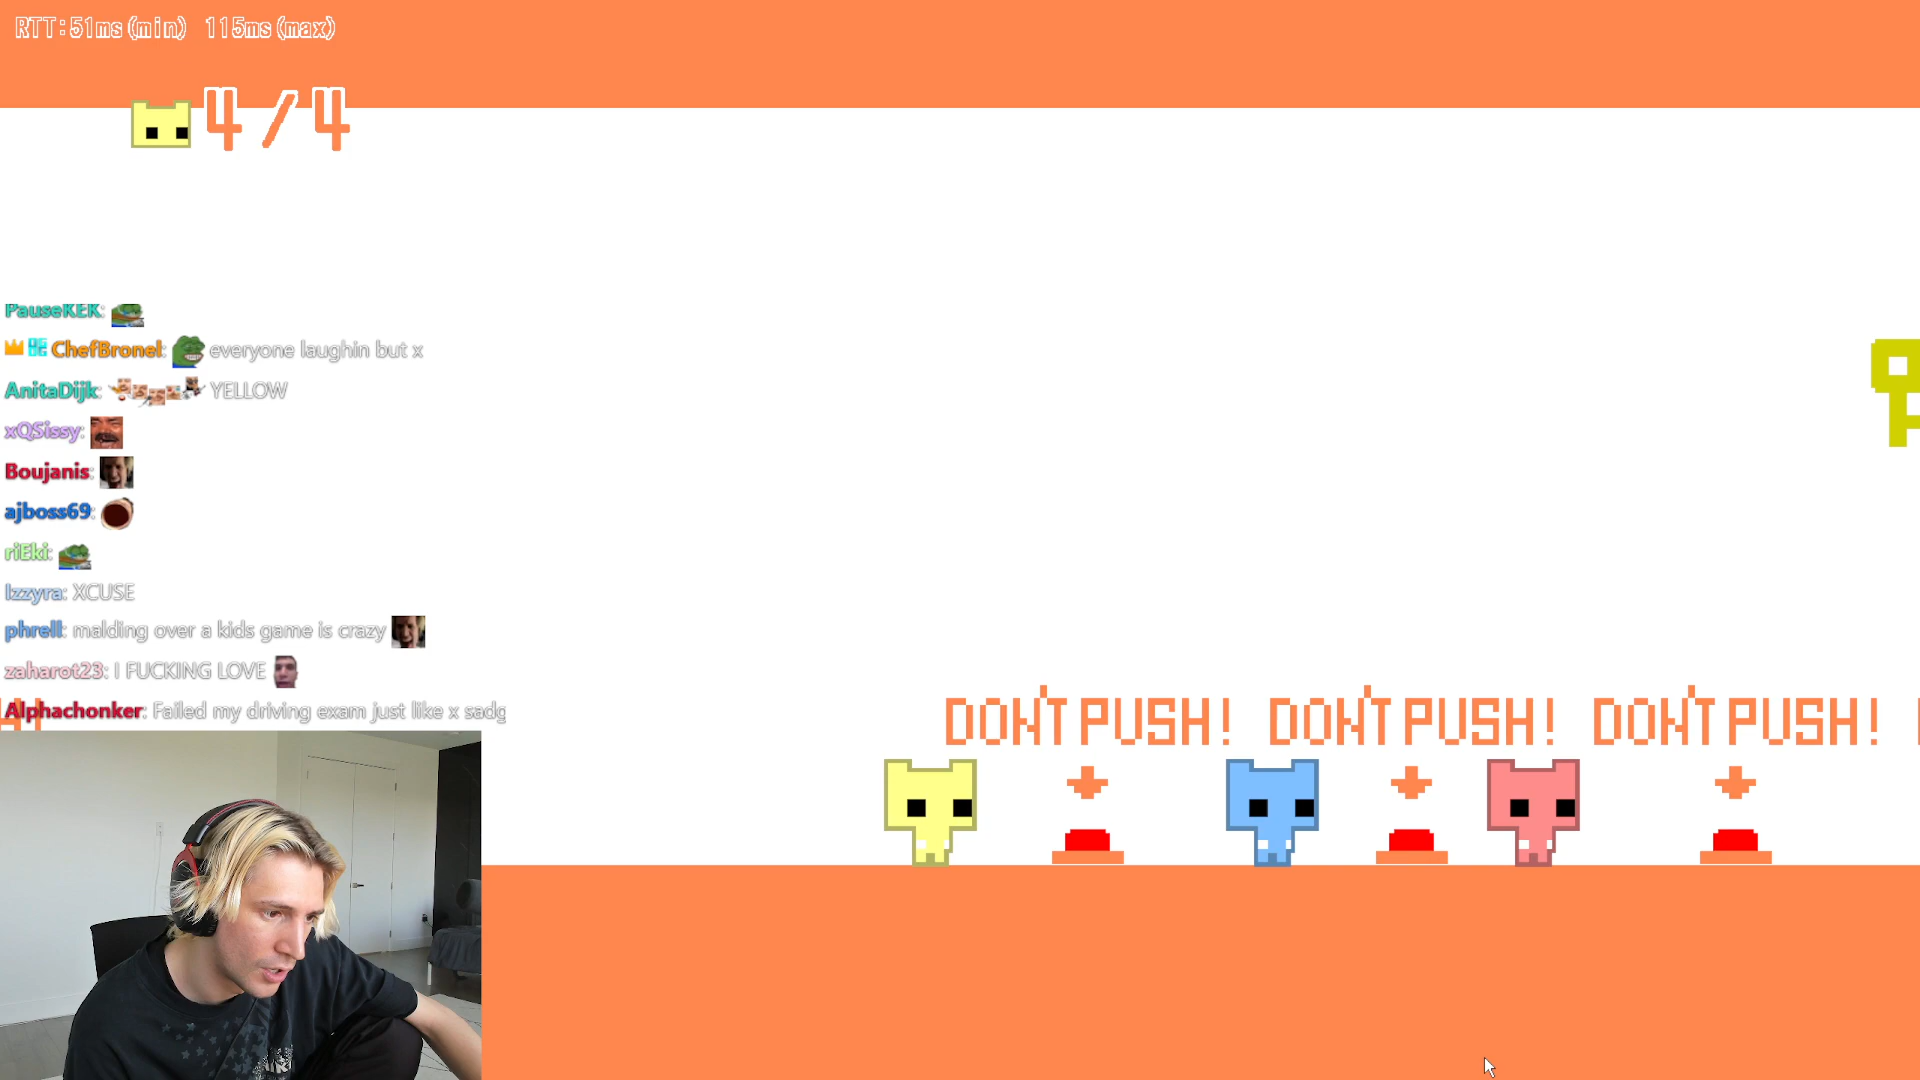 RTT:51ms(min) 115ms(max)
4/4
PauseKEK:
ChefBronel: everyone laughin but x
AnitaDijk: YELLOW
xQSissy:
Boujanis:
ajboss69:
riEki:
Izzyra: XCUSE
phrell: malding over a kids game is crazy
zaharot23: I FUCKING LOVE
Alphachonker: Failed my driving exam just like x sadg
DON'T PUSH! DON'T PUSH! DON'T PUSH!